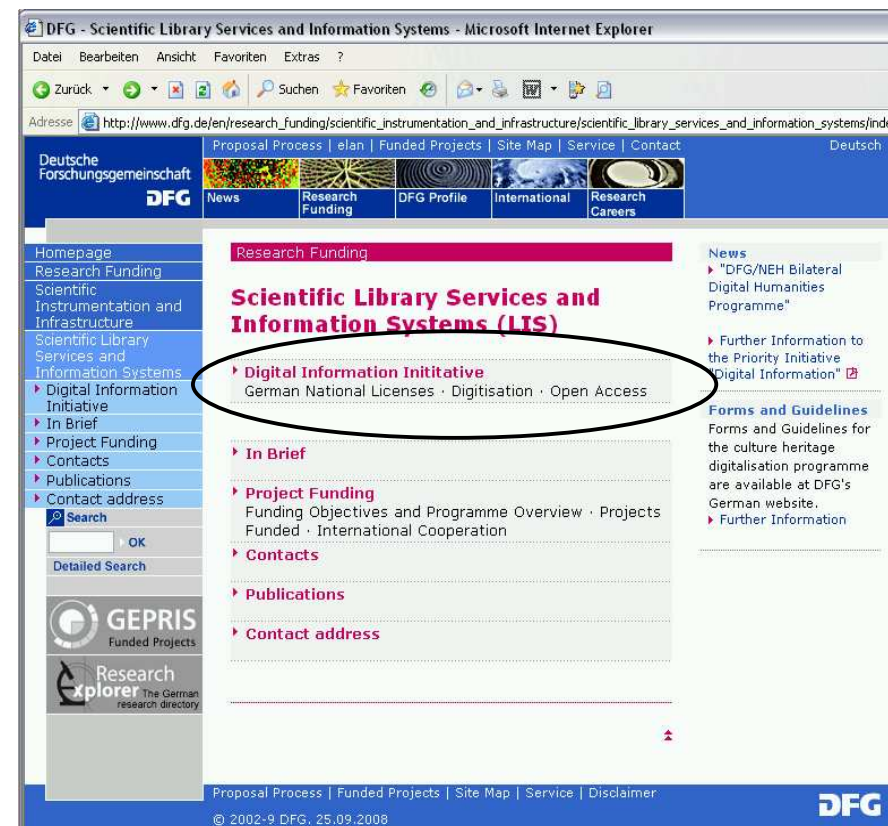 DFG - Scientific Library Services and Information Systems - Microsoft Internet Explorer
Datei Bearbeiten Ansicht Favoriten Extras ?
Zurück Suchen Favoriten
Adresse http://www.dfg.de/en/research_funding/scientific_instrumentation_and_infrastructure/scientific_library_services_and_information_systems/inde
Deutsche
Forschungsgemeinschaft
DFG
Proposal Process | elan | Funded Projects | Site Map | Service | Contact
Deutsch
News
Research
Funding
DFG Profile
International
Research
Careers
Homepage
Research Funding
Scientific
Instrumentation and
Infrastructure
Scientific Library
Services and
Information Systems
Digital Information
Initiative
In Brief
Project Funding
Contacts
Publications
Contact address
Search
OK
Detailed Search
GEPRIS
Funded Projects
Research
Explorer The German
research directory
Research Funding
Scientific Library Services and
Information Systems (LIS)
Digital Information Inititative
German National Licenses · Digitisation · Open Access
In Brief
Project Funding
Funding Objectives and Programme Overview · Projects
Funded · International Cooperation
Contacts
Publications
Contact address
News
"DFG/NEH Bilateral
Digital Humanities
Programme"
Further Information to
the Priority Initiative
"Digital Information"
Forms and Guidelines
Forms and Guidelines for
the culture heritage
digitalisation programme
are available at DFG's
German website.
Further Information
Proposal Process | Funded Projects | Site Map | Service | Disclaimer
© 2002-9 DFG. 25.09.2008
DFG